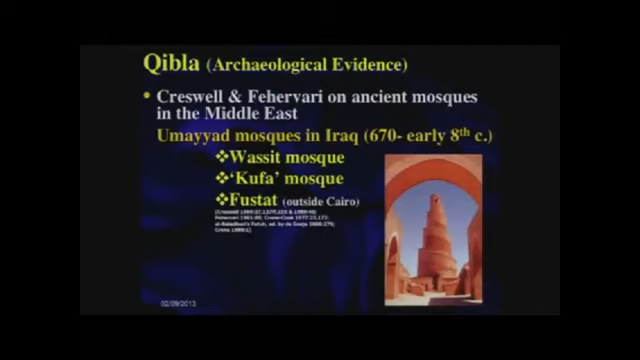 Qibla (Archaeological Evidence)
• Creswell & Fehervari on ancient mosques
in the Middle East
Umayyad mosques in Iraq (670- early 8th c.)
❖Wassit mosque
❖‘Kufa’ mosque
❖Fustat (outside Cairo)
02/09/2013